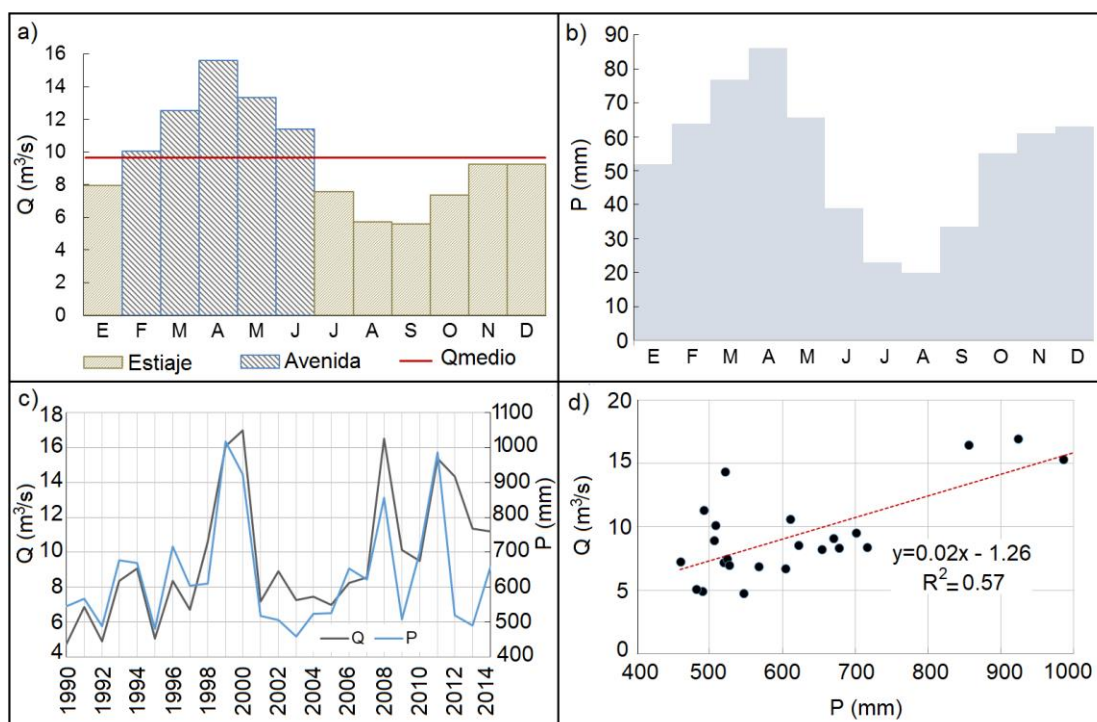 a)
Q (m³/s)
16
14
12
10
8
6
4
2
0
E F M A M J J A S O N D
Estiaje Avenida Qmedio
b)
P (mm)
90
80
70
60
50
40
30
20
10
0
E F M A M J J A S O N D
c)
Q (m³/s)
18
16
14
12
10
8
6
4
1100
1000
900
800
700
600
500
400
P (mm)
Q P
1990 1992 1994 1996 1998 2000 2002 2004 2006 2008 2010 2012 2014
d)
Q (m³/s)
20
15
10
5
0
y=0.02x - 1.26
R²= 0.57
400 500 600 700 800 900 1000
P (mm)